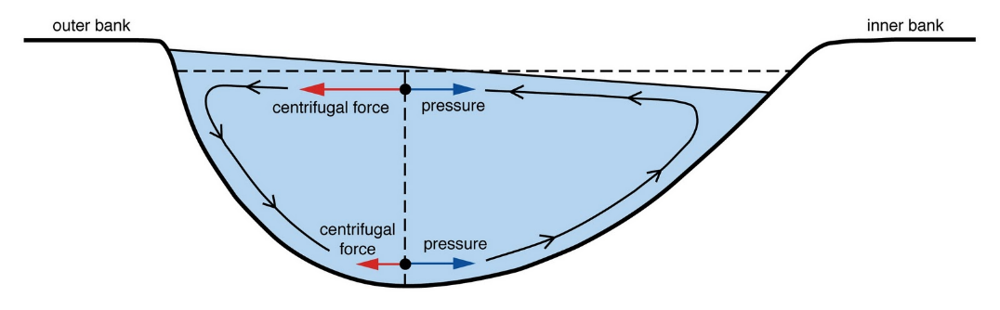 outer bank
inner bank
centrifugal force
pressure
centrifugal
force
pressure